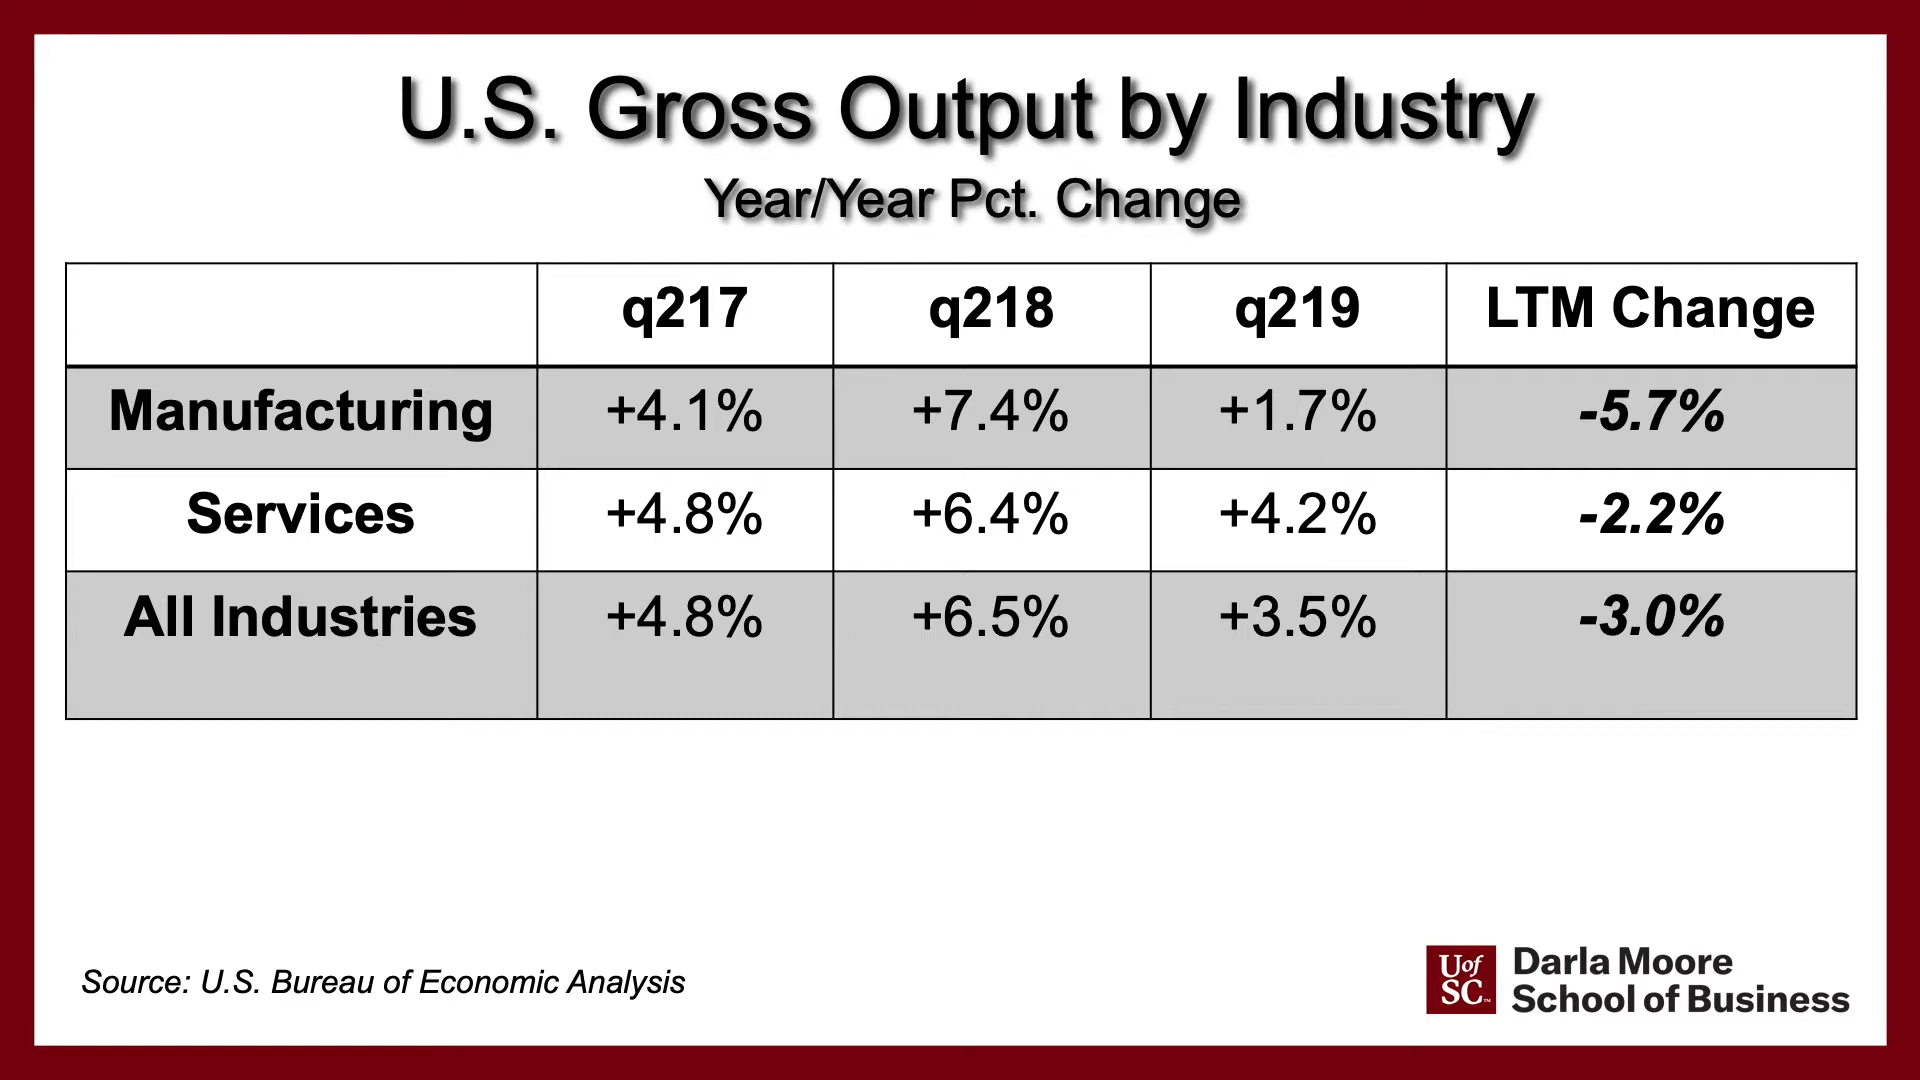 U.S. Gross Output by Industry
Year/Year Pct. Change
q217 q218 q219 LTM Change
Manufacturing +4.1% +7.4% +1.7% -5.7%
Services +4.8% +6.4% +4.2% -2.2%
All Industries +4.8% +6.5% +3.5% -3.0%
Source: U.S. Bureau of Economic Analysis
UofSC™
Darla Moore
School of Business